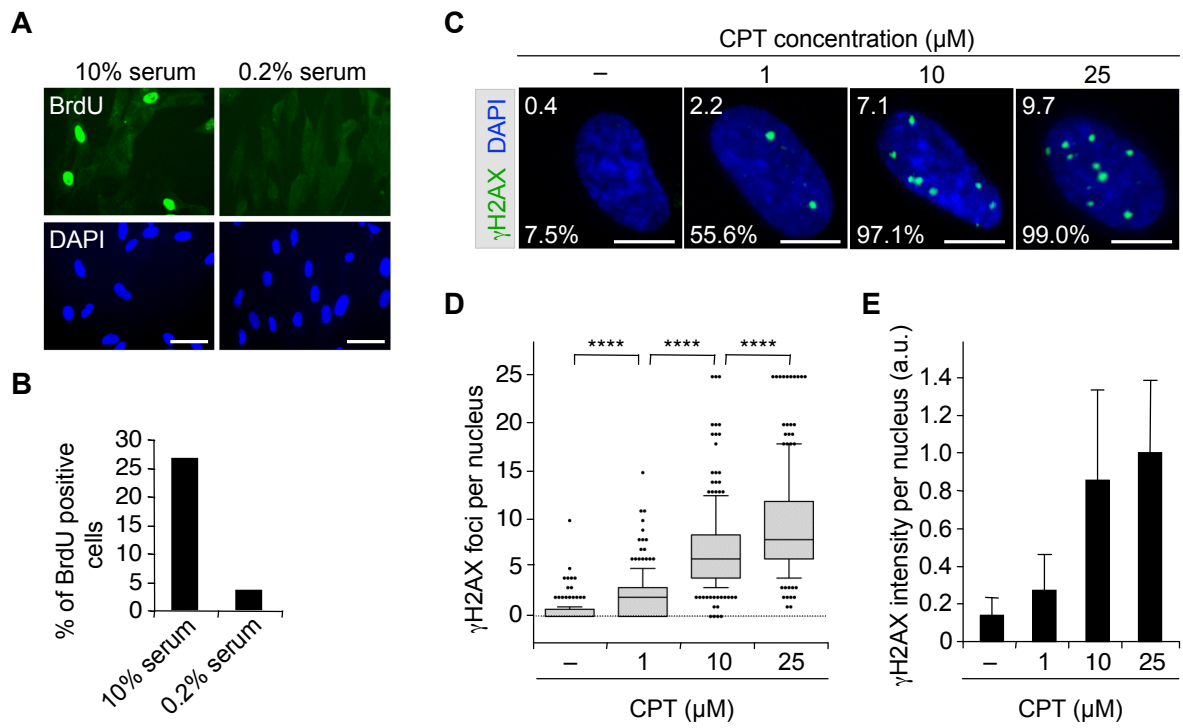 A
10% serum 0.2% serum
BrdU
DAPI
B
% of BrdU positive
cells
30
25
20
15
10
5
0
10% serum
0.2% serum
C
CPT concentration (µM)
– 1 10 25
γH2AX DAPI
0.4 2.2 7.1 9.7
7.5% 55.6% 97.1% 99.0%
D
**** **** ****
γH2AX foci per nucleus
25
20
15
10
5
0
– 1 10 25
CPT (µM)
E
γH2AX intensity per nucleus (a.u.)
1.4
1.2
1.0
0.8
0.6
0.4
0.2
0
– 1 10 25
CPT (µM)